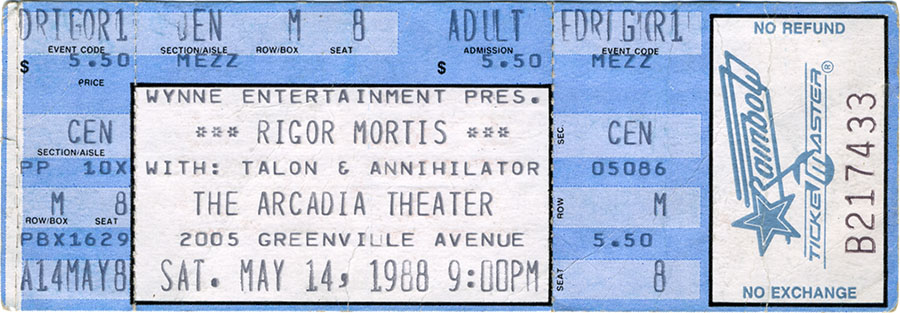 DRIGOR1 CEN M 8 ADULT EDRIGOR1
EVENT CODE SECTION/AISLE ROW/BOX SEAT ADMISSION EVENT CODE
$ 5.50 MEZZ $ 5.50 MEZZ
PRICE
WYNNE ENTERTAINMENT PRES.
*** RIGOR MORTIS ***
WITH: TALON & ANNIHILATOR
THE ARCADIA THEATER
2005 GREENVILLE AVENUE
SAT. MAY 14, 1988 9:00PM
CEN
SECTION/AISLE
PP 10X
M 8
ROW/BOX SEAT
PBX1629
A14MAY8
SEC. CEN
05086
ROW M
5.50
SEAT 8
NO REFUND
Rainbow
TICKETMASTER®
B217433
NO EXCHANGE